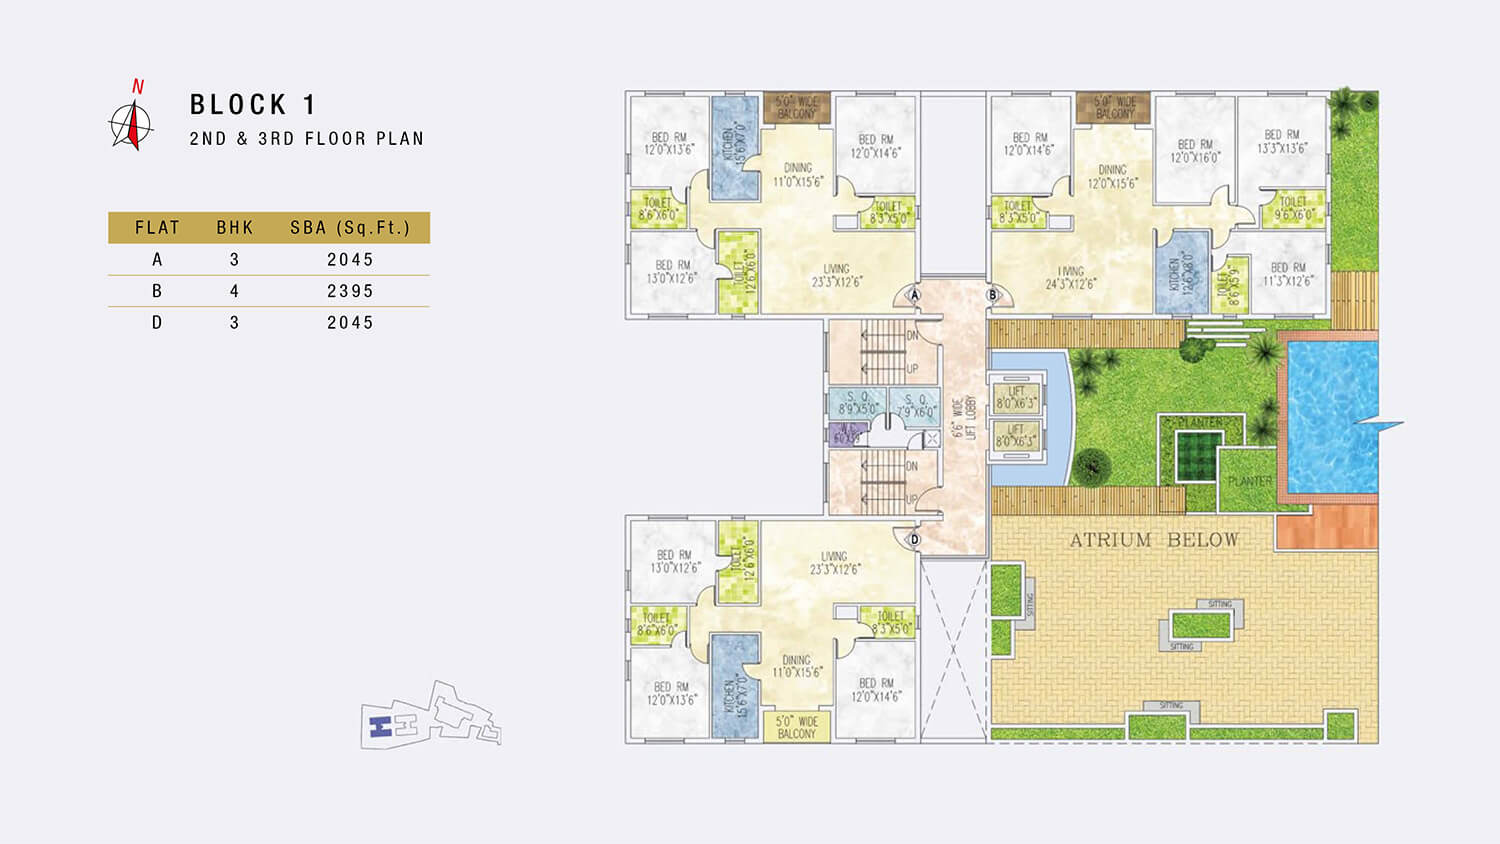 N
BLOCK 1
2ND & 3RD FLOOR PLAN
FLAT BHK SBA (Sq.Ft.)
A 3 2045
B 4 2395
D 3 2045
BED RM
12'0"X13'6"
KITCHEN
15'6"X7'0"
5'0" WIDE
BALCONY
BED RM
12'0"X14'6"
DINING
11'0"X15'6"
TOILET
8'6"X6'0"
TOILET
8'3"X5'0"
BED RM
13'0"X12'6"
TOILET
12'6"X6'0"
LIVING
23'3"X12'6"
A
BED RM
12'0"X14'6"
5'0" WIDE
BALCONY
BED RM
12'0"X16'0"
BED RM
13'3"X13'6"
DINING
12'0"X15'6"
TOILET
8'3"X5'0"
TOILET
9'6"X6'0"
LIVING
24'3"X12'6"
KITCHEN
12'6"X8'0"
TOILET
8'6"X5'9"
BED RM
11'3"X12'6"
B
DN
UP
S. Q.
8'9"X5'0"
S. Q.
7'9"X6'0"
W.C.
DN
UP
6'6" WIDE
LIFT LOBBY
LIFT
8'0"X6'3"
LIFT
8'0"X6'3"
PLANTER
PLANTER
ATRIUM BELOW
SITTING
SITTING
SITTING
SITTING
D
BED RM
13'0"X12'6"
TOILET
12'6"X6'0"
LIVING
23'3"X12'6"
TOILET
8'6"X6'0"
TOILET
8'3"X5'0"
BED RM
12'0"X13'6"
KITCHEN
15'6"X7'0"
DINING
11'0"X15'6"
BED RM
12'0"X14'6"
5'0" WIDE
BALCONY